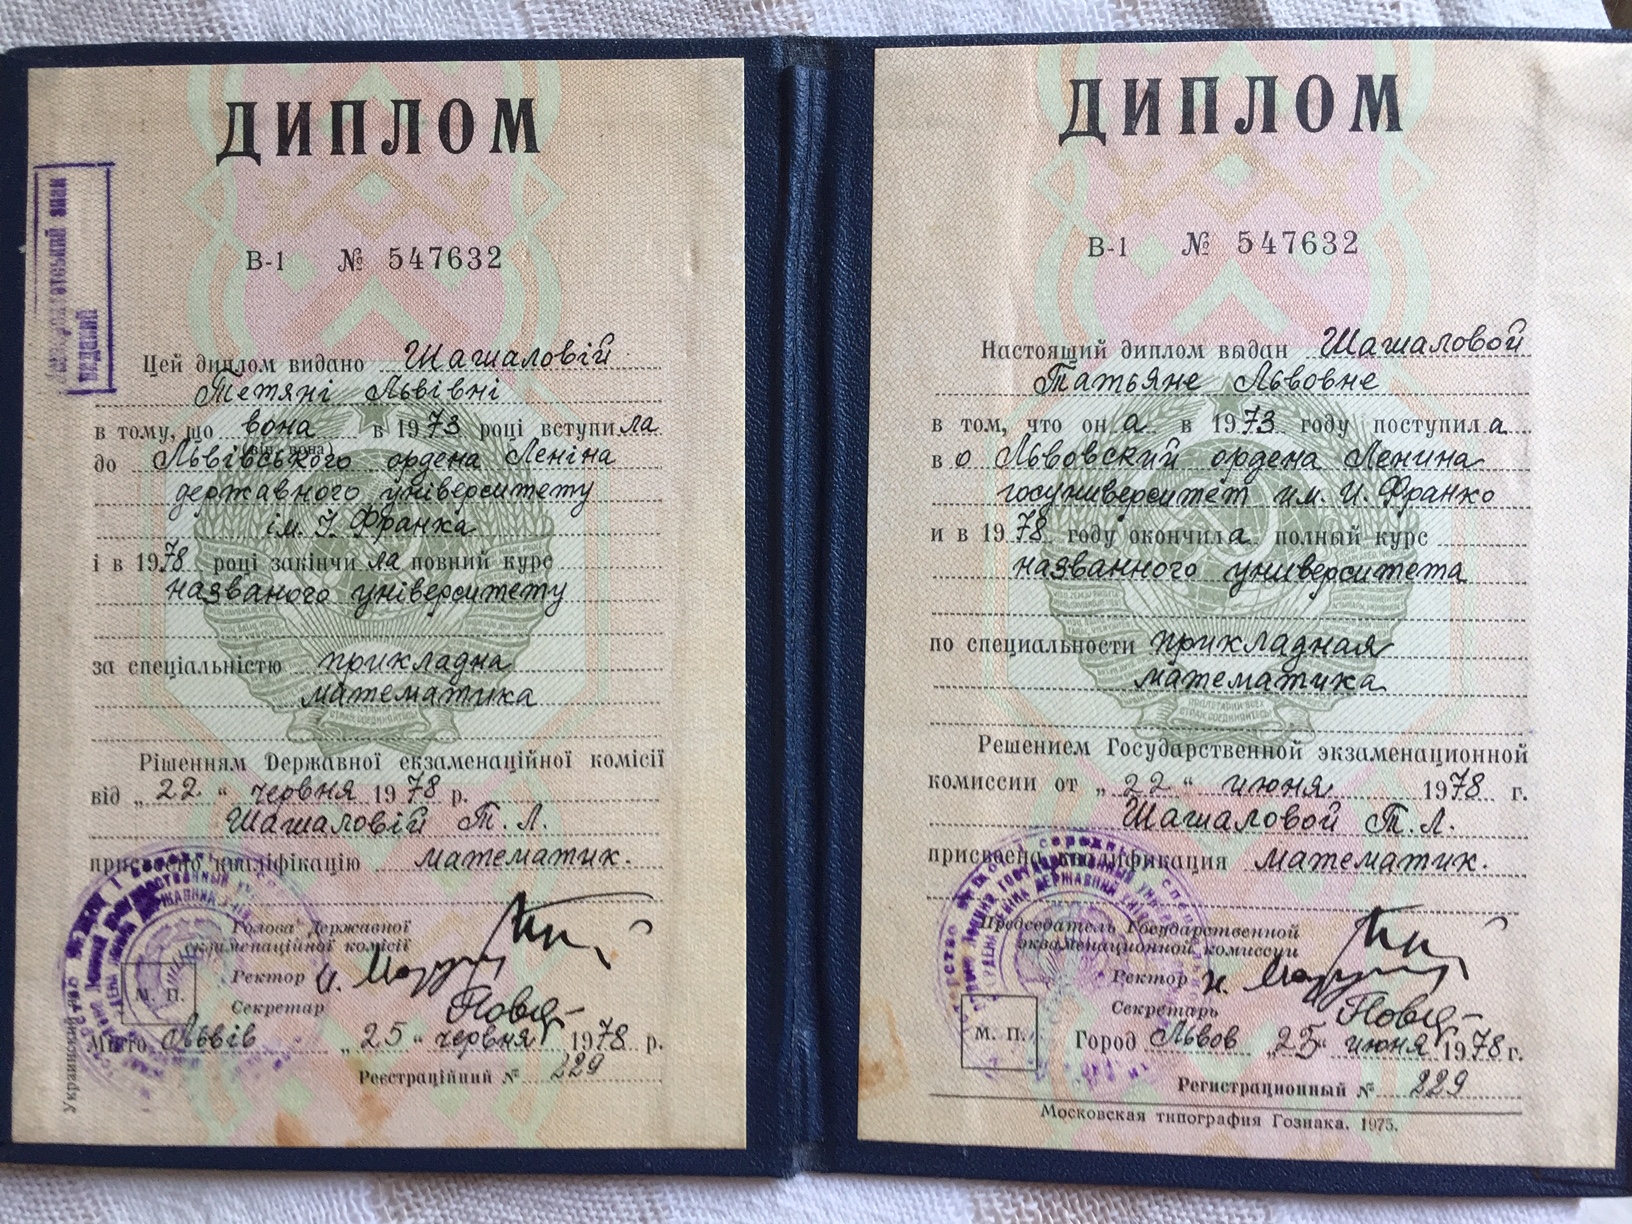 ДИПЛОМ
В-1 № 547632
Цей диплом видано Шашаловій
Тетяні Львівні
в тому, що вона в 1973 році вступила
до Львівського ордена Леніна
державного університету
ім. І. Франка
і в 1978 році закінчила повний курс
названого університету
за спеціальністю прикладна
математика
Рішенням Державної екзаменаційної комісії
від „22“ червня 1978 р.
Шашаловій Т. Л.
присвоєно кваліфікацію математик.
Голова Державної
екзаменаційної комісії
Ректор
Секретар
М. П.
Місто Львів „25“ червня 1978 р.
Реєстраційний № 229
Украинский
нагрудний знак
виданий
ДИПЛОМ
В-1 № 547632
Настоящий диплом выдан Шашаловой
Татьяне Львовне
в том, что она в 1973 году поступила
в о Львовский ордена Ленина
госуниверситет им. И. Франко
и в 1978 году окончила полный курс
названного университета
по специальности прикладная
математика
Решением Государственной экзаменационной
комиссии от „22“ июня 1978 г.
Шашаловой Т. Л.
присвоена квалификация математик.
Председатель Государственной
экзаменационной комиссии
Ректор
Секретарь
М. П.
Город Львов „25“ июня 1978 г.
Регистрационный № 229
Московская типография Гознака. 1975.